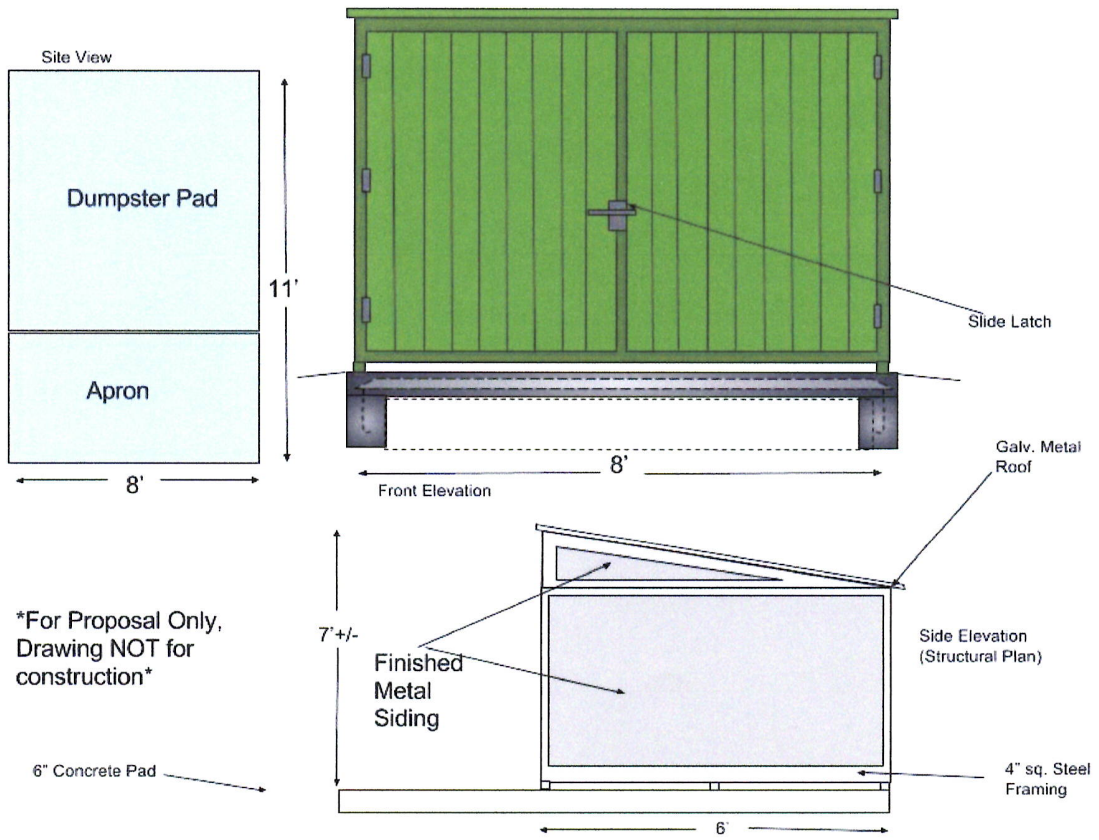 Site View
Dumpster Pad
11'
Apron
8'
Slide Latch
8'
Front Elevation
Galv. Metal
Roof
*For Proposal Only,
Drawing NOT for
construction*
7'+/-
Finished
Metal
Siding
Side Elevation
(Structural Plan)
6" Concrete Pad
4" sq. Steel
Framing
6'